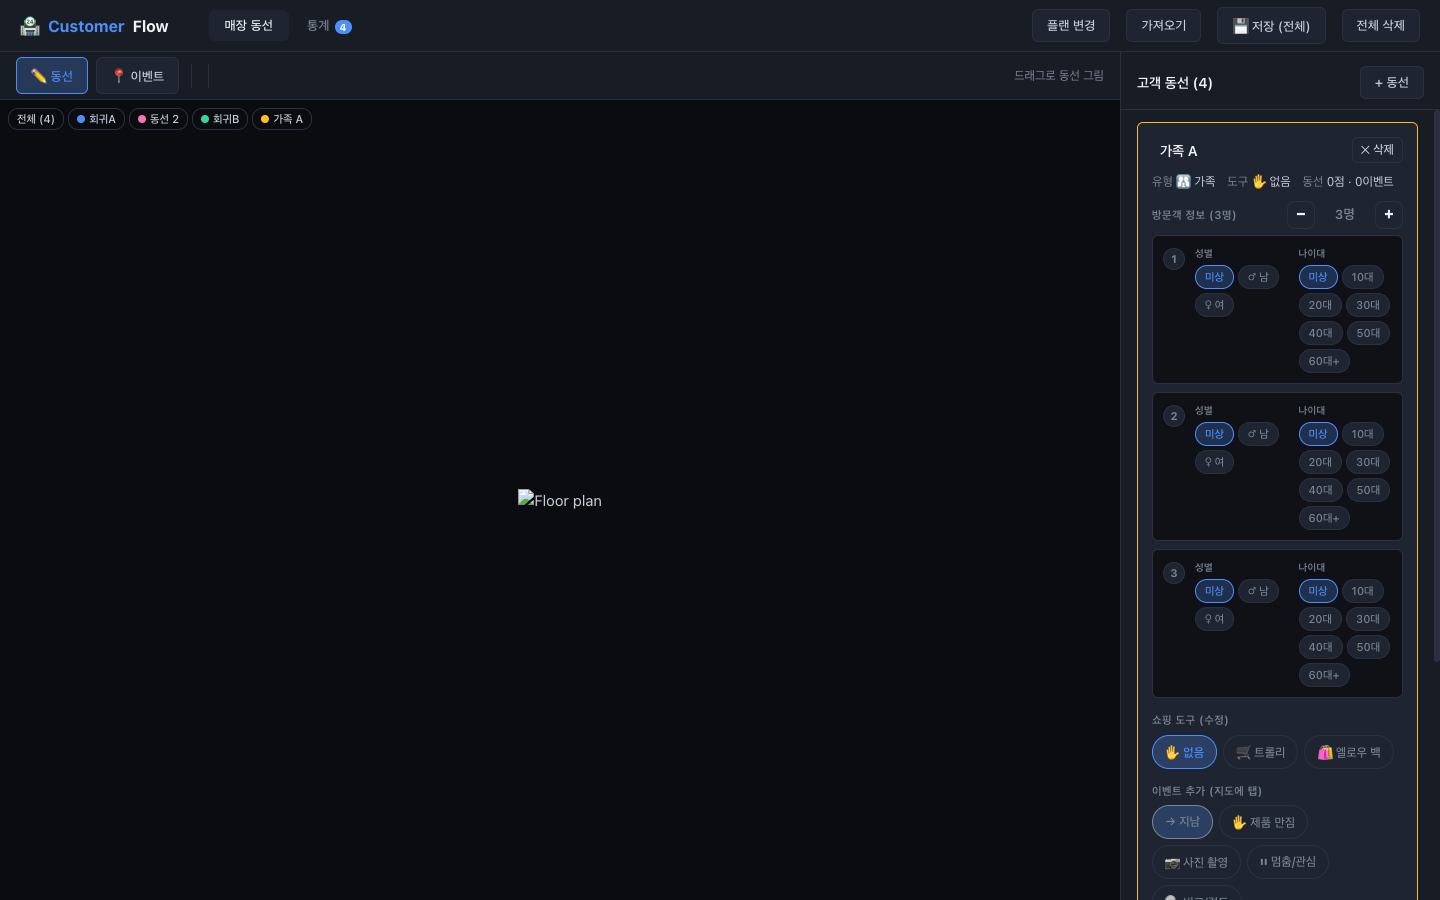 24
Customer Flow
매장 동선
통계 4
플랜 변경
가져오기
저장 (전체)
전체 삭제
동선
이벤트
드래그로 동선 그림
전체 (4)
회귀A
동선 2
회귀B
가족 A
Floor plan
고객 동선 (4)
+ 동선
가족 A
× 삭제
유형 가족 도구 없음 동선 0점 · 0이벤트
방문객 정보 (3명)
− 3명 +
1
성별
미상 ♂ 남
♀ 여
나이대
미상 10대
20대 30대
40대 50대
60대+
2
성별
미상 ♂ 남
♀ 여
나이대
미상 10대
20대 30대
40대 50대
60대+
3
성별
미상 ♂ 남
♀ 여
나이대
미상 10대
20대 30대
40대 50대
60대+
쇼핑 도구 (수정)
없음
트롤리
옐로우 백
이벤트 추가 (지도에 탭)
→ 지남
제품 만짐
사진 촬영
멈춤/관심